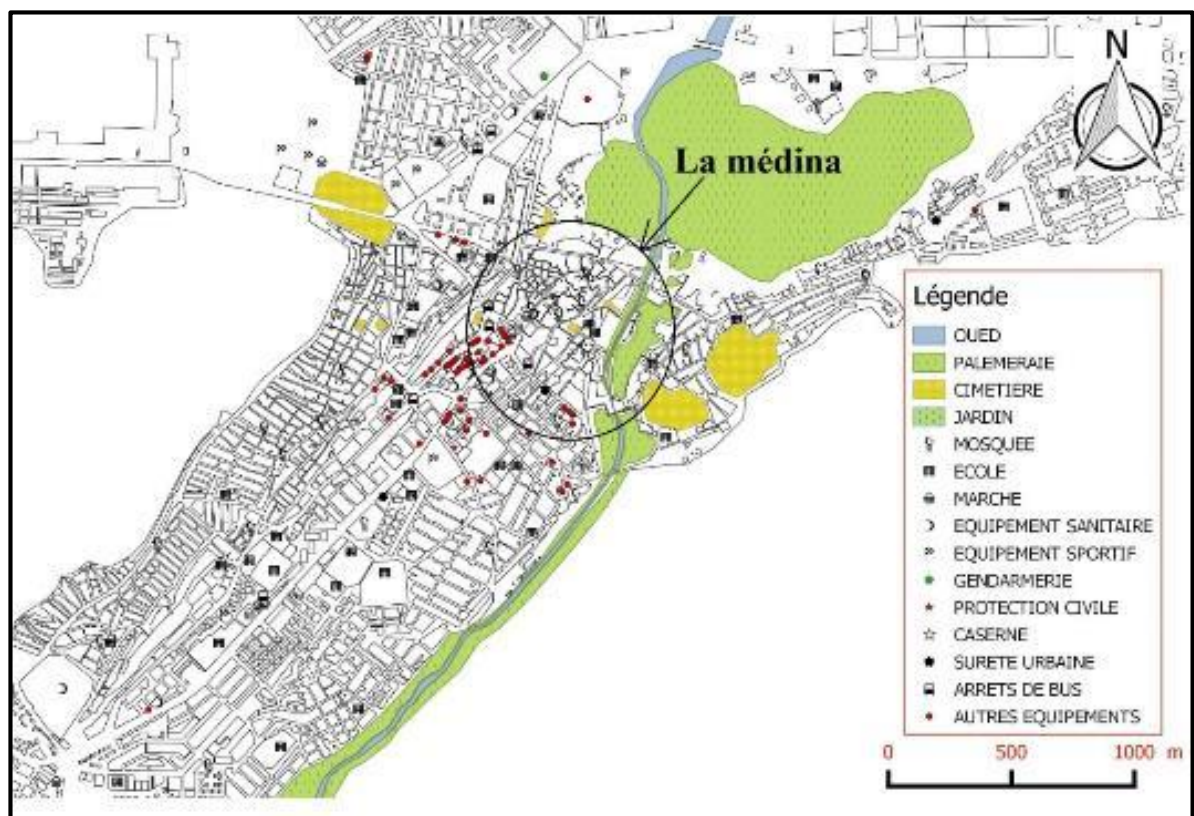 N
La médina
Légende
OUED
PALEMERAIE
CIMETIERE
JARDIN
MOSQUEE
ECOLE
MARCHE
EQUIPEMENT SANITAIRE
EQUIPEMENT SPORTIF
GENDARMERIE
PROTECTION CIVILE
CASERNE
SURETE URBAINE
ARRETS DE BUS
AUTRES EQUIPEMENTS
0 500 1000 m